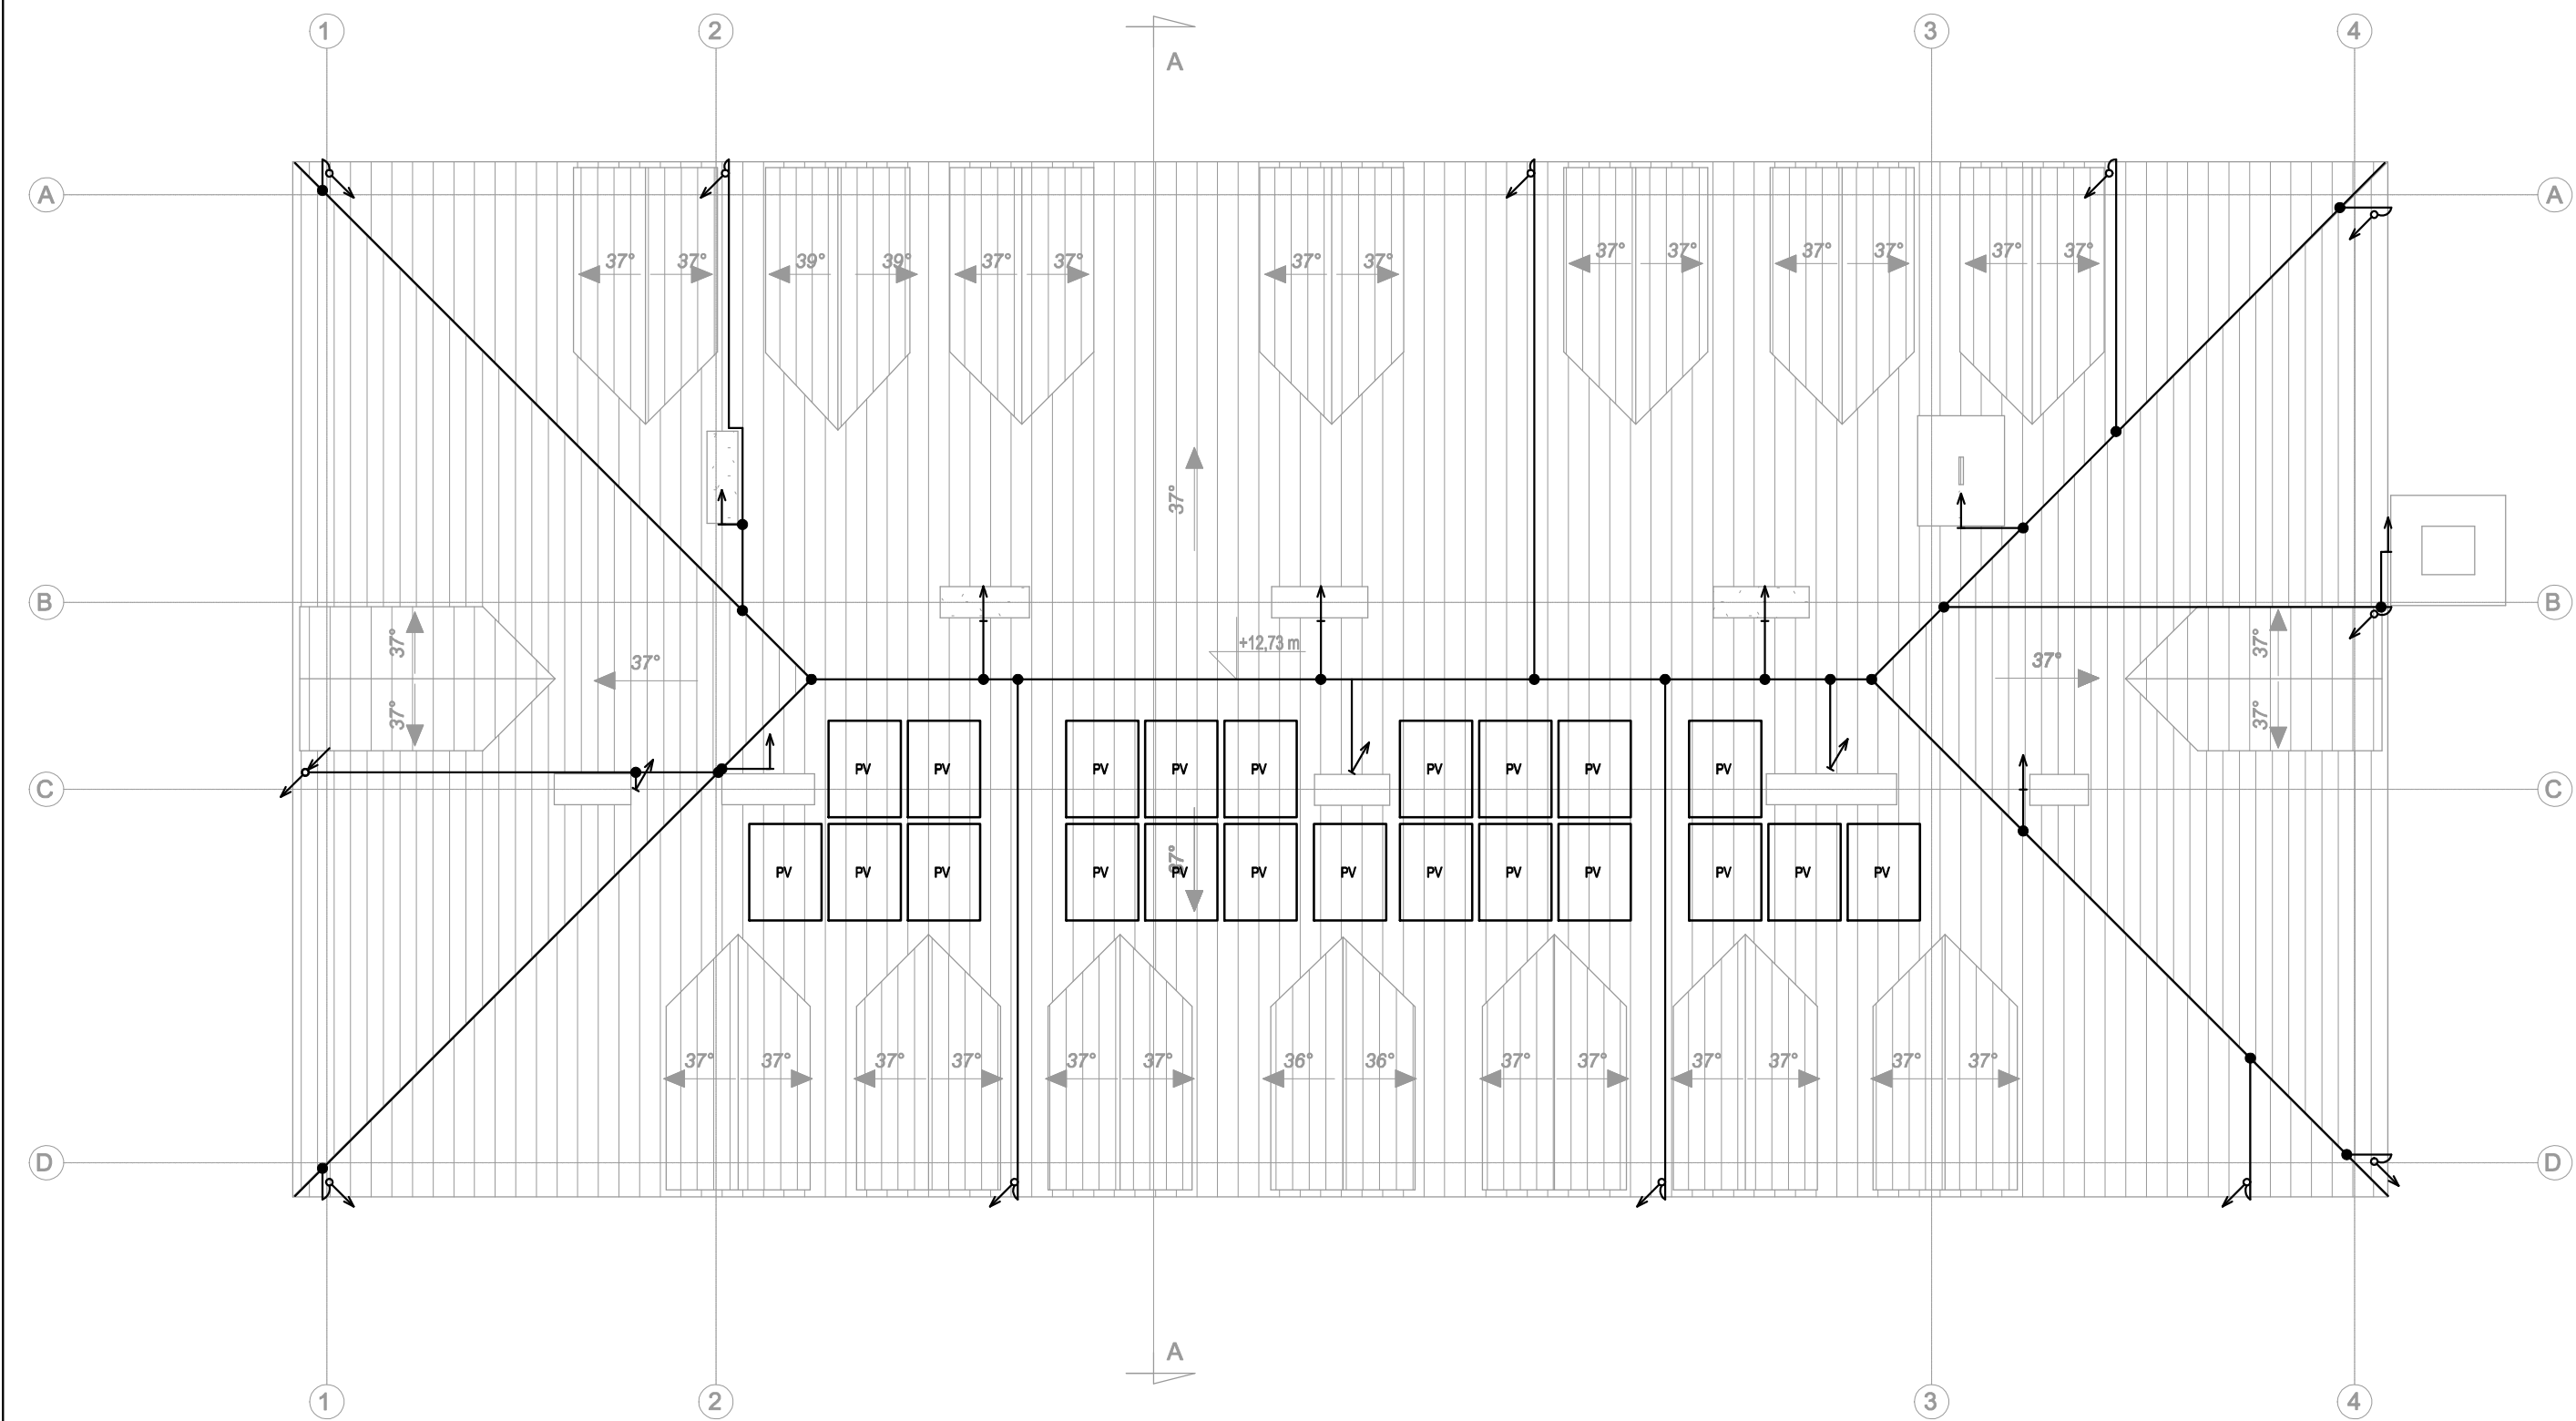 1 2 3 4
A
A A
37° 37° 39° 39° 37° 37° 37° 37° 37° 37° 37° 37° 37° 37°
37°
B B
+12,73 m
37° 37° 37° 37°
37° 37°
PV PV PV PV PV PV PV PV PV
C C
PV PV PV PV PV PV PV PV PV PV PV PV PV
37°
37° 37° 37° 37° 37° 37° 36° 36° 37° 37° 37° 37° 37° 37°
D D
A
1 2 3 4